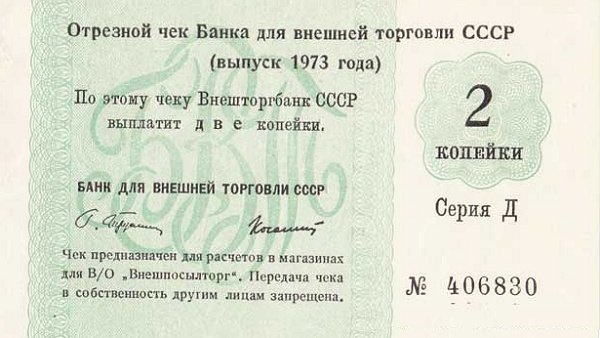 Отрезной чек Банка для внешней торговли СССР
(выпуск 1973 года)
По этому чеку Внешторгбанк СССР
выплатит две копейки.
2
КОПЕЙКИ
БАНК ДЛЯ ВНЕШНЕЙ ТОРГОВЛИ СССР
Серия Д
Чек предназначен для расчетов в магазинах
для В/О „Внешпосылторг“. Передача чека
в собственность другим лицам запрещена.
№ 406830